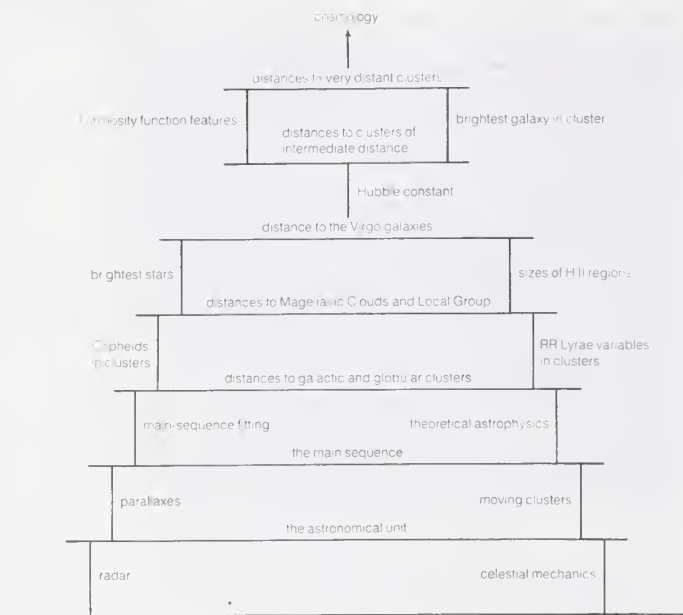 cosmology
distances to very distant clusters
luminosity function features
brightest galaxy in cluster
distances to clusters of
intermediate distance
Hubble constant
distance to the Virgo galaxies
brightest stars
sizes of H II regions
distances to Magellanic Clouds and Local Group
Cepheids
in clusters
RR Lyrae variables
in clusters
distances to galactic and globular clusters
main-sequence fitting
theoretical astrophysics
the main sequence
parallaxes
moving clusters
the astronomical unit
radar
celestial mechanics